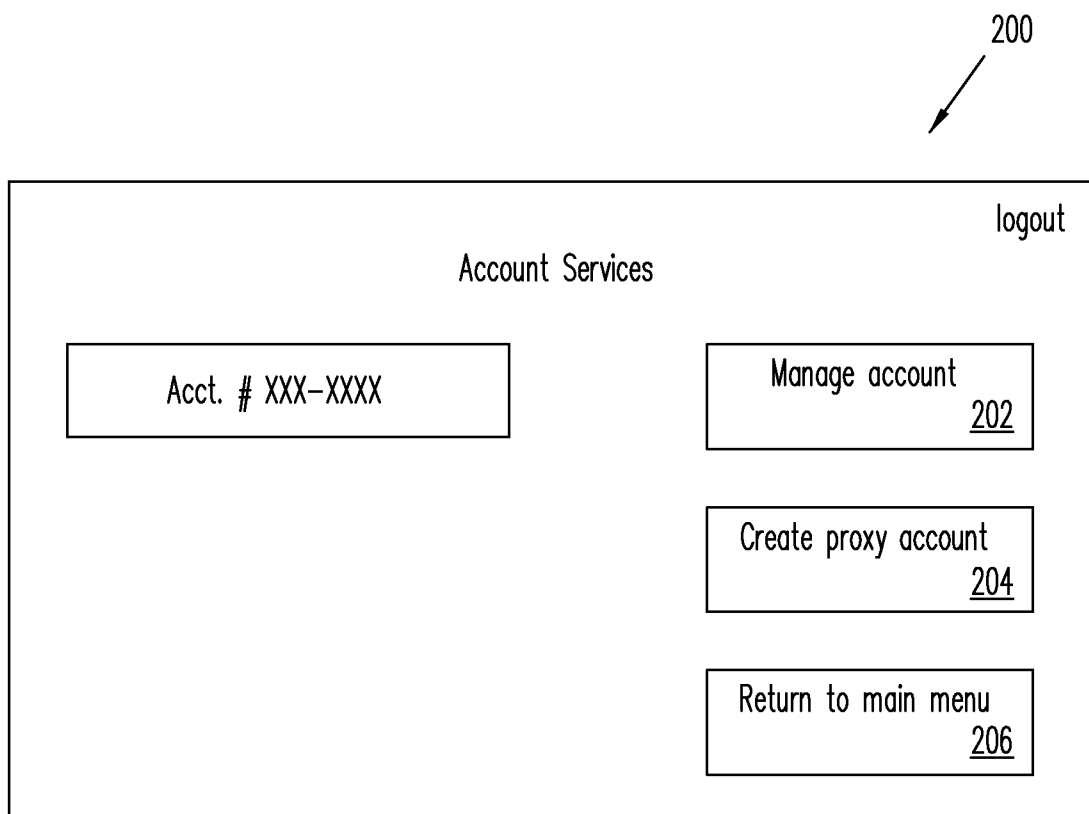 200
logout
Account Services
Acct. # XXX-XXXX
Manage account
202
Create proxy account
204
Return to main menu
206